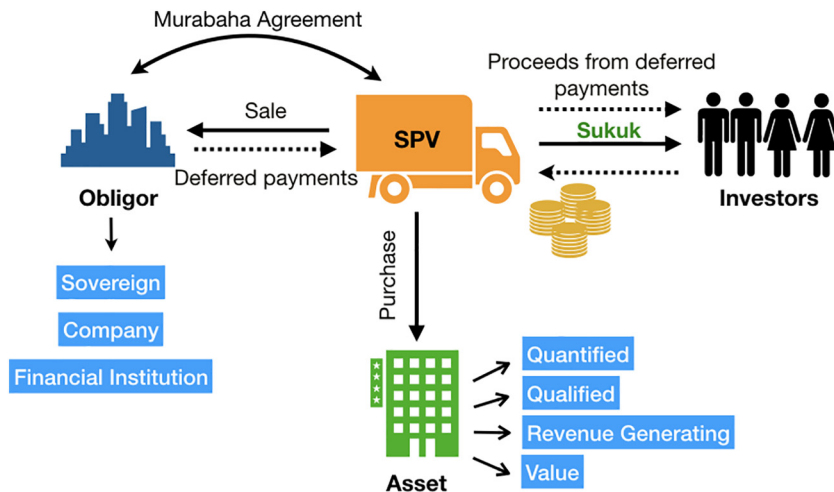 Murabaha Agreement
Proceeds from deferred
payments
Sale
SPV
Sukuk
Deferred payments
Obligor
Investors
Sovereign
Company
Financial Institution
Purchase
Quantified
Qualified
Revenue Generating
Value
Asset